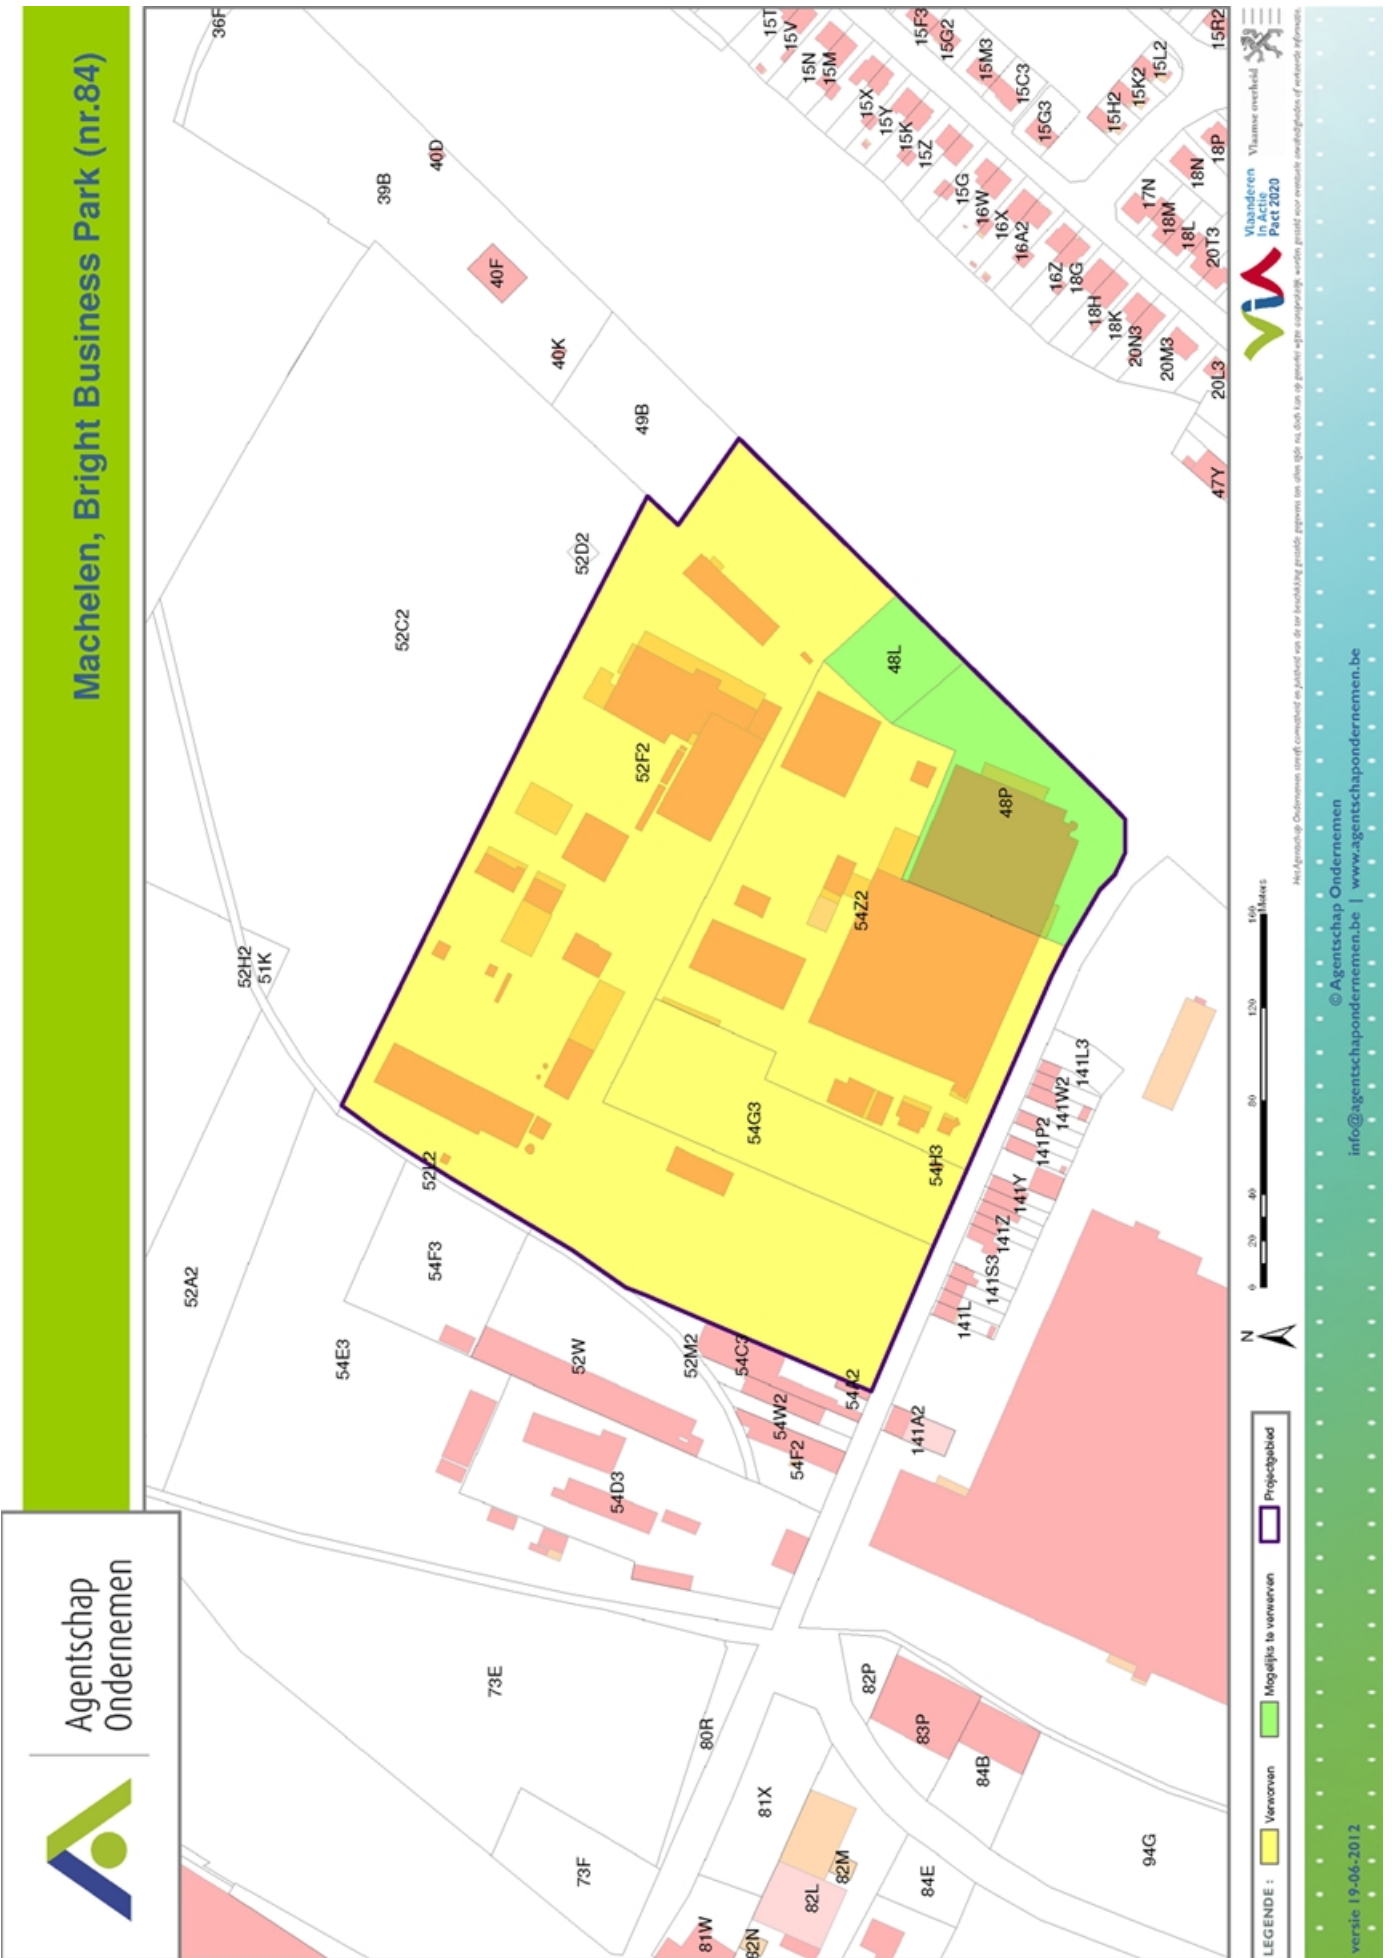 Agentschap
Ondernemen
Machelen, Bright Business Park (nr.84)
36F
39B
40D
40F
40K
49B
52D2
52C2
52H2
51K
52A2
54E3
54F3
52L2
52F2
48L
48P
54Z2
54G3
54H3
52W
52M2
54C3
54A2
54W2
54F2
54D3
73E
73F
80R
81X
81W
82N
82L
82M
84E
82P
83P
84B
94G
141A2
141L
141S3
141Z
141Y
141P2
141W2
141L3
15T
15V
15N
15M
15X
15Y
15K
15Z
15G
16W
16X
16A2
16Z
18G
18H
18K
20N3
20M3
20L3
47Y
15F3
15G2
15M3
15C3
15G3
15H2
15K2
15L2
15R2
17N
18M
18L
20T3
18N
18P
LEGENDE :
Verworven
Mogelijks te verwerven
Projectgebied
N
0 20 40 80 120 160
Meters
Vlaanderen
In Actie
Pact 2020
Vlaamse overheid
versie 19-06-2012
© Agentschap Ondernemen
info@agentschapondernemen.be | www.agentschapondernemen.be